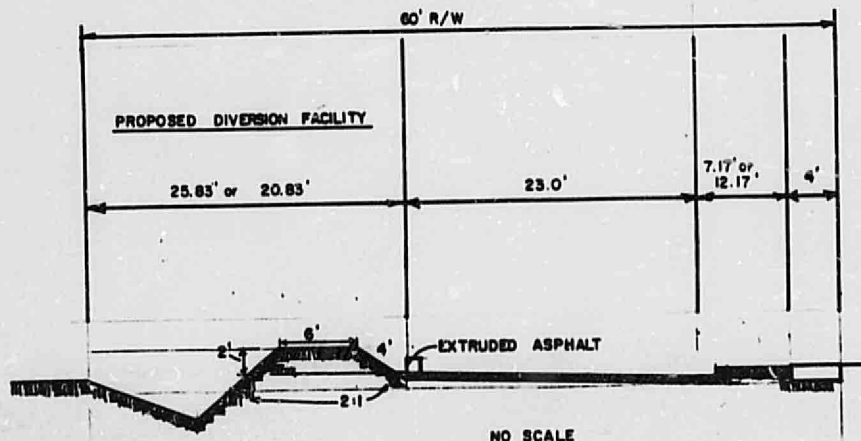 60' R/W
PROPOSED DIVERSION FACILITY
25.83' or 20.83'
23.0'
7.17' or
12.17'
4'
6'
2'
4'
EXTRUDED ASPHALT
2:1
NO SCALE